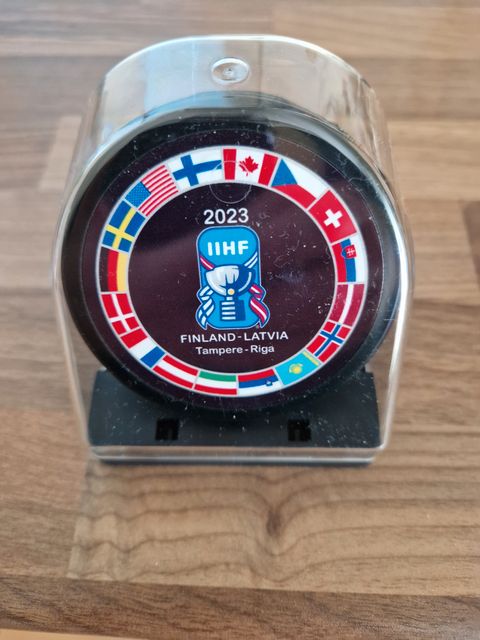 2023
IIHF
FINLAND - LATVIA
Tampere - Riga